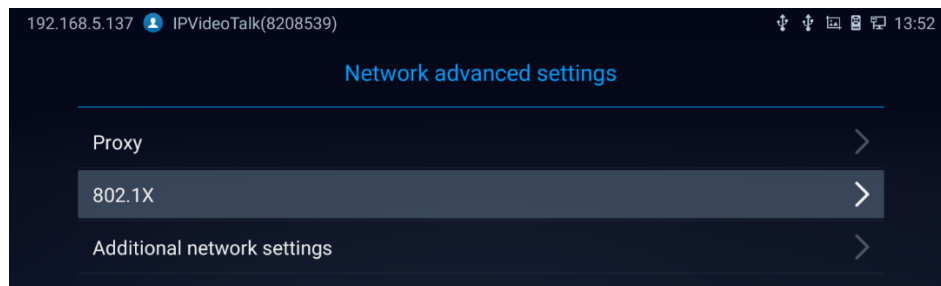 192.168.5.137 IPVideoTalk(8208539) 13:52
Network advanced settings
Proxy
802.1X
Additional network settings